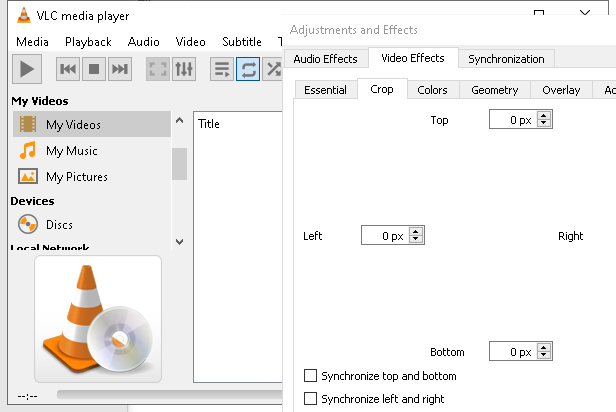 VLC media player
Media Playback Audio Video Subtitle
My Videos
My Videos
My Music
My Pictures
Devices
Discs
Local Network
Title
--:--
Adjustments and Effects
Audio Effects Video Effects Synchronization
Essential Crop Colors Geometry Overlay
Top 0 px
Left 0 px Right
Bottom 0 px
Synchronize top and bottom
Synchronize left and right